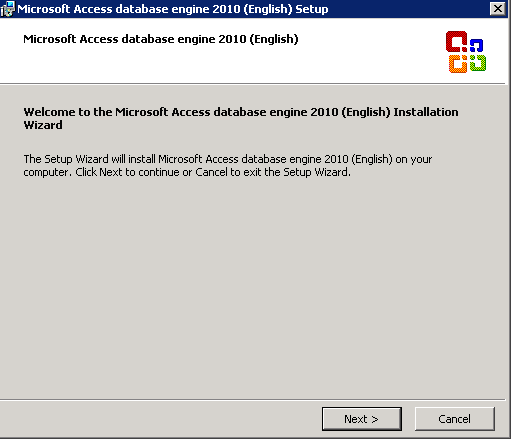 Microsoft Access database engine 2010 (English) Setup
Microsoft Access database engine 2010 (English)
Welcome to the Microsoft Access database engine 2010 (English) Installation
Wizard
The Setup Wizard will install Microsoft Access database engine 2010 (English) on your
computer. Click Next to continue or Cancel to exit the Setup Wizard.
Next >
Cancel